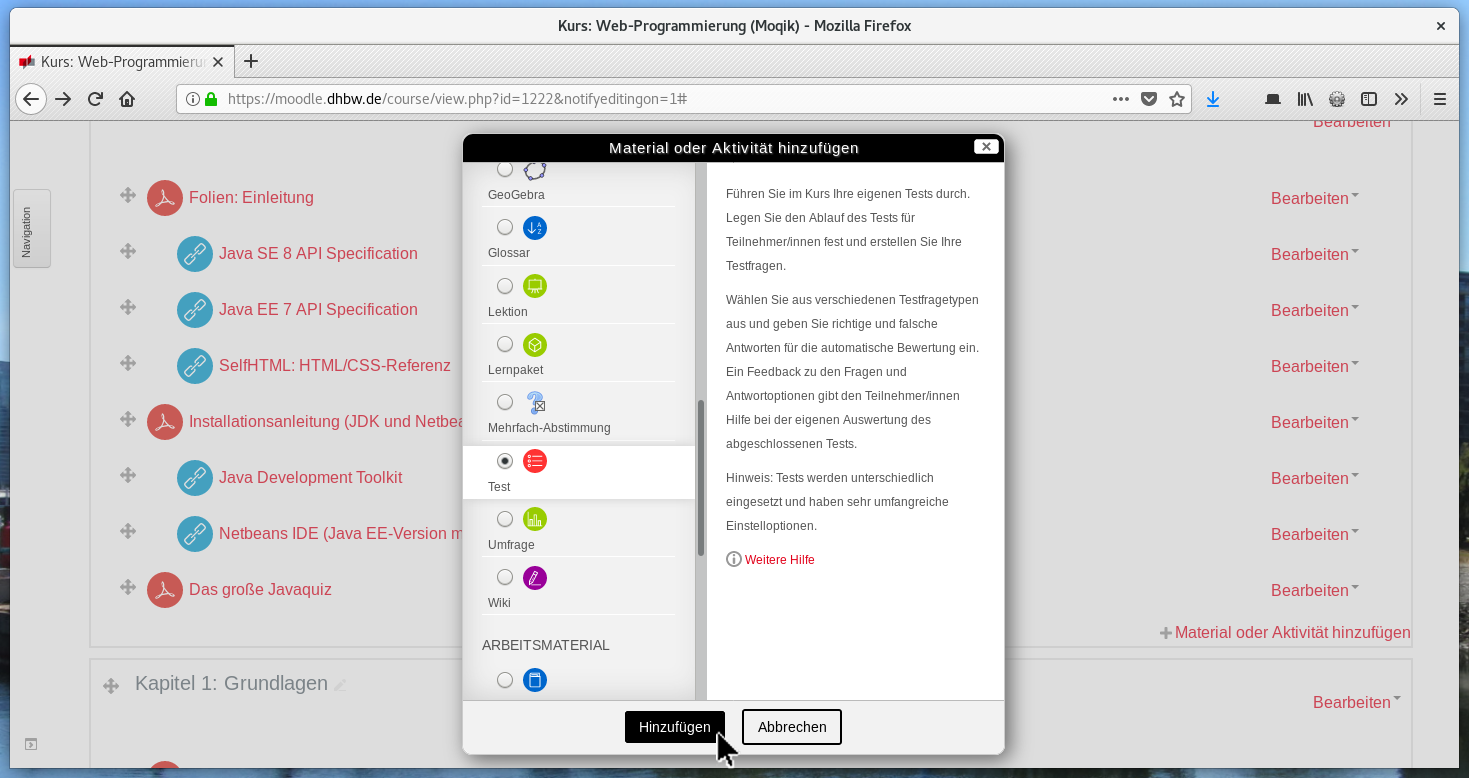 Kurs: Web-Programmierung (Moqik) - Mozilla Firefox
Kurs: Web-Programmierun
https://moodle.dhbw.de/course/view.php?id=1222&notifyeditingon=1#
Bearbeiten
Navigation
Folien: Einleitung
Bearbeiten
Java SE 8 API Specification
Bearbeiten
Java EE 7 API Specification
Bearbeiten
SelfHTML: HTML/CSS-Referenz
Bearbeiten
Installationsanleitung (JDK und Netbea
Bearbeiten
Java Development Toolkit
Bearbeiten
Netbeans IDE (Java EE-Version m
Bearbeiten
Das große Javaquiz
Bearbeiten
Material oder Aktivität hinzufügen
Kapitel 1: Grundlagen
Bearbeiten
Material oder Aktivität hinzufügen
GeoGebra
Glossar
Lektion
Lernpaket
Mehrfach-Abstimmung
Test
Umfrage
Wiki
ARBEITSMATERIAL
Führen Sie im Kurs Ihre eigenen Tests durch.
Legen Sie den Ablauf des Tests für
Teilnehmer/innen fest und erstellen Sie Ihre
Testfragen.
Wählen Sie aus verschiedenen Testfragetypen
aus und geben Sie richtige und falsche
Antworten für die automatische Bewertung ein.
Ein Feedback zu den Fragen und
Antwortoptionen gibt den Teilnehmer/innen
Hilfe bei der eigenen Auswertung des
abgeschlossenen Tests.
Hinweis: Tests werden unterschiedlich
eingesetzt und haben sehr umfangreiche
Einstelloptionen.
Weitere Hilfe
Hinzufügen
Abbrechen